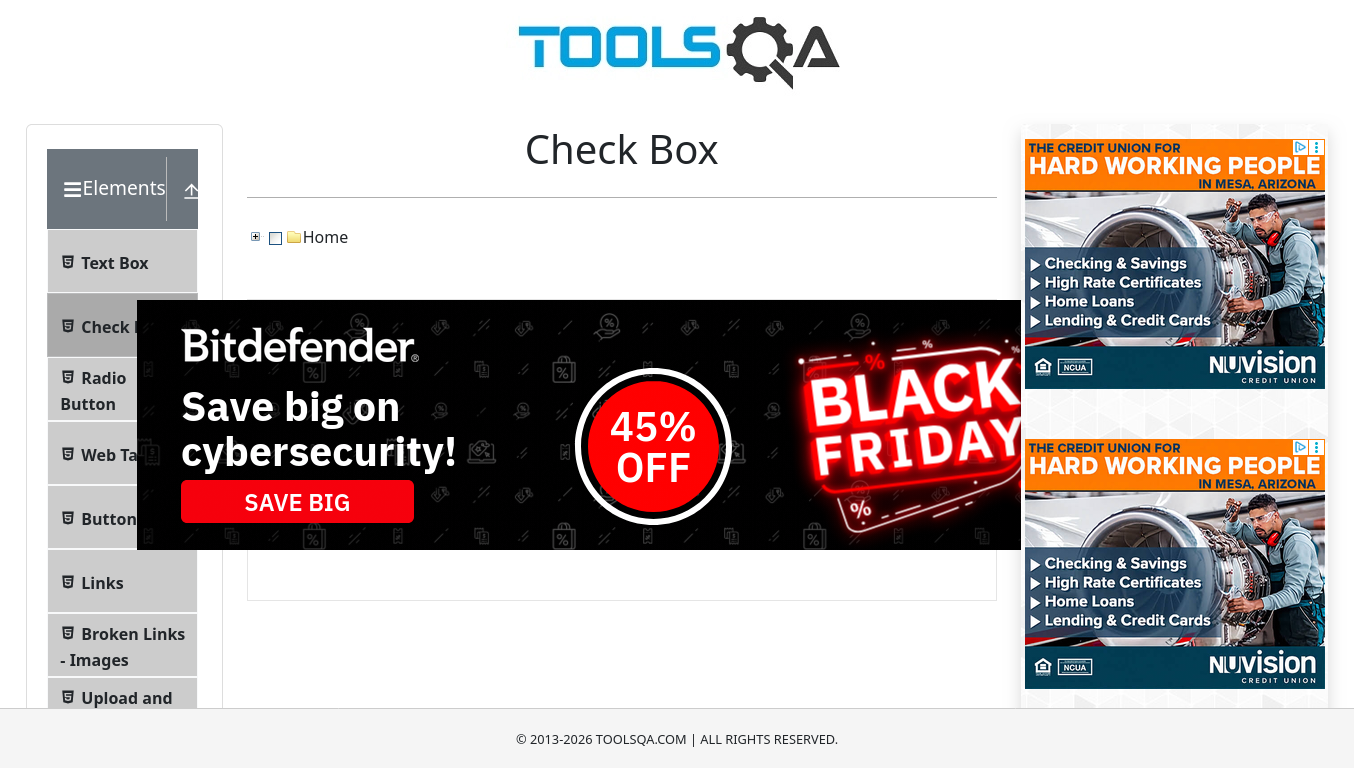 TOOLSQA
Check Box
Elements
Text Box
Check
Radio
Button
Web Ta
Button
Links
Broken Links
- Images
Upload and
Home
Bitdefender®
Save big on
cybersecurity!
SAVE BIG
45%
OFF
%
BLACK
FRIDAY
%
THE CREDIT UNION FOR
HARD WORKING PEOPLE
IN MESA, ARIZONA
Checking & Savings
High Rate Certificates
Home Loans
Lending & Credit Cards
NCUA
NUVISION
CREDIT UNION
THE CREDIT UNION FOR
HARD WORKING PEOPLE
IN MESA, ARIZONA
Checking & Savings
High Rate Certificates
Home Loans
Lending & Credit Cards
NCUA
NUVISION
CREDIT UNION
© 2013-2026 TOOLSQA.COM | ALL RIGHTS RESERVED.